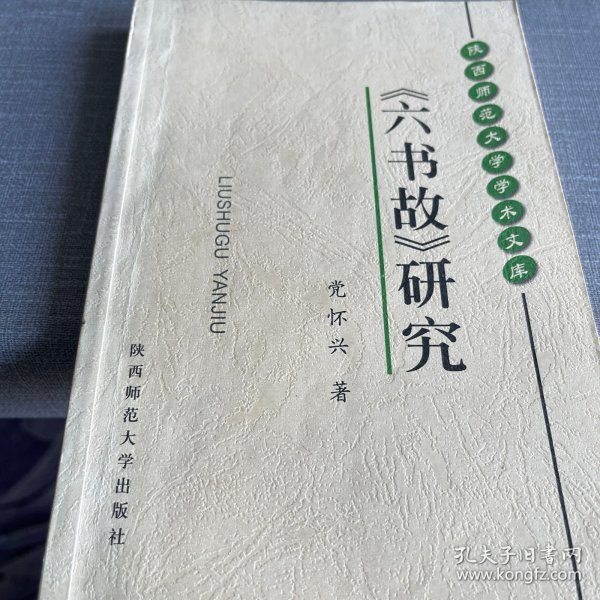 陕西师范大学学术文库
《六书故》研究
党怀兴 著
LIUSHUGU YANJIU
陕西师范大学出版社
孔夫子旧书网
www.kongfz.com